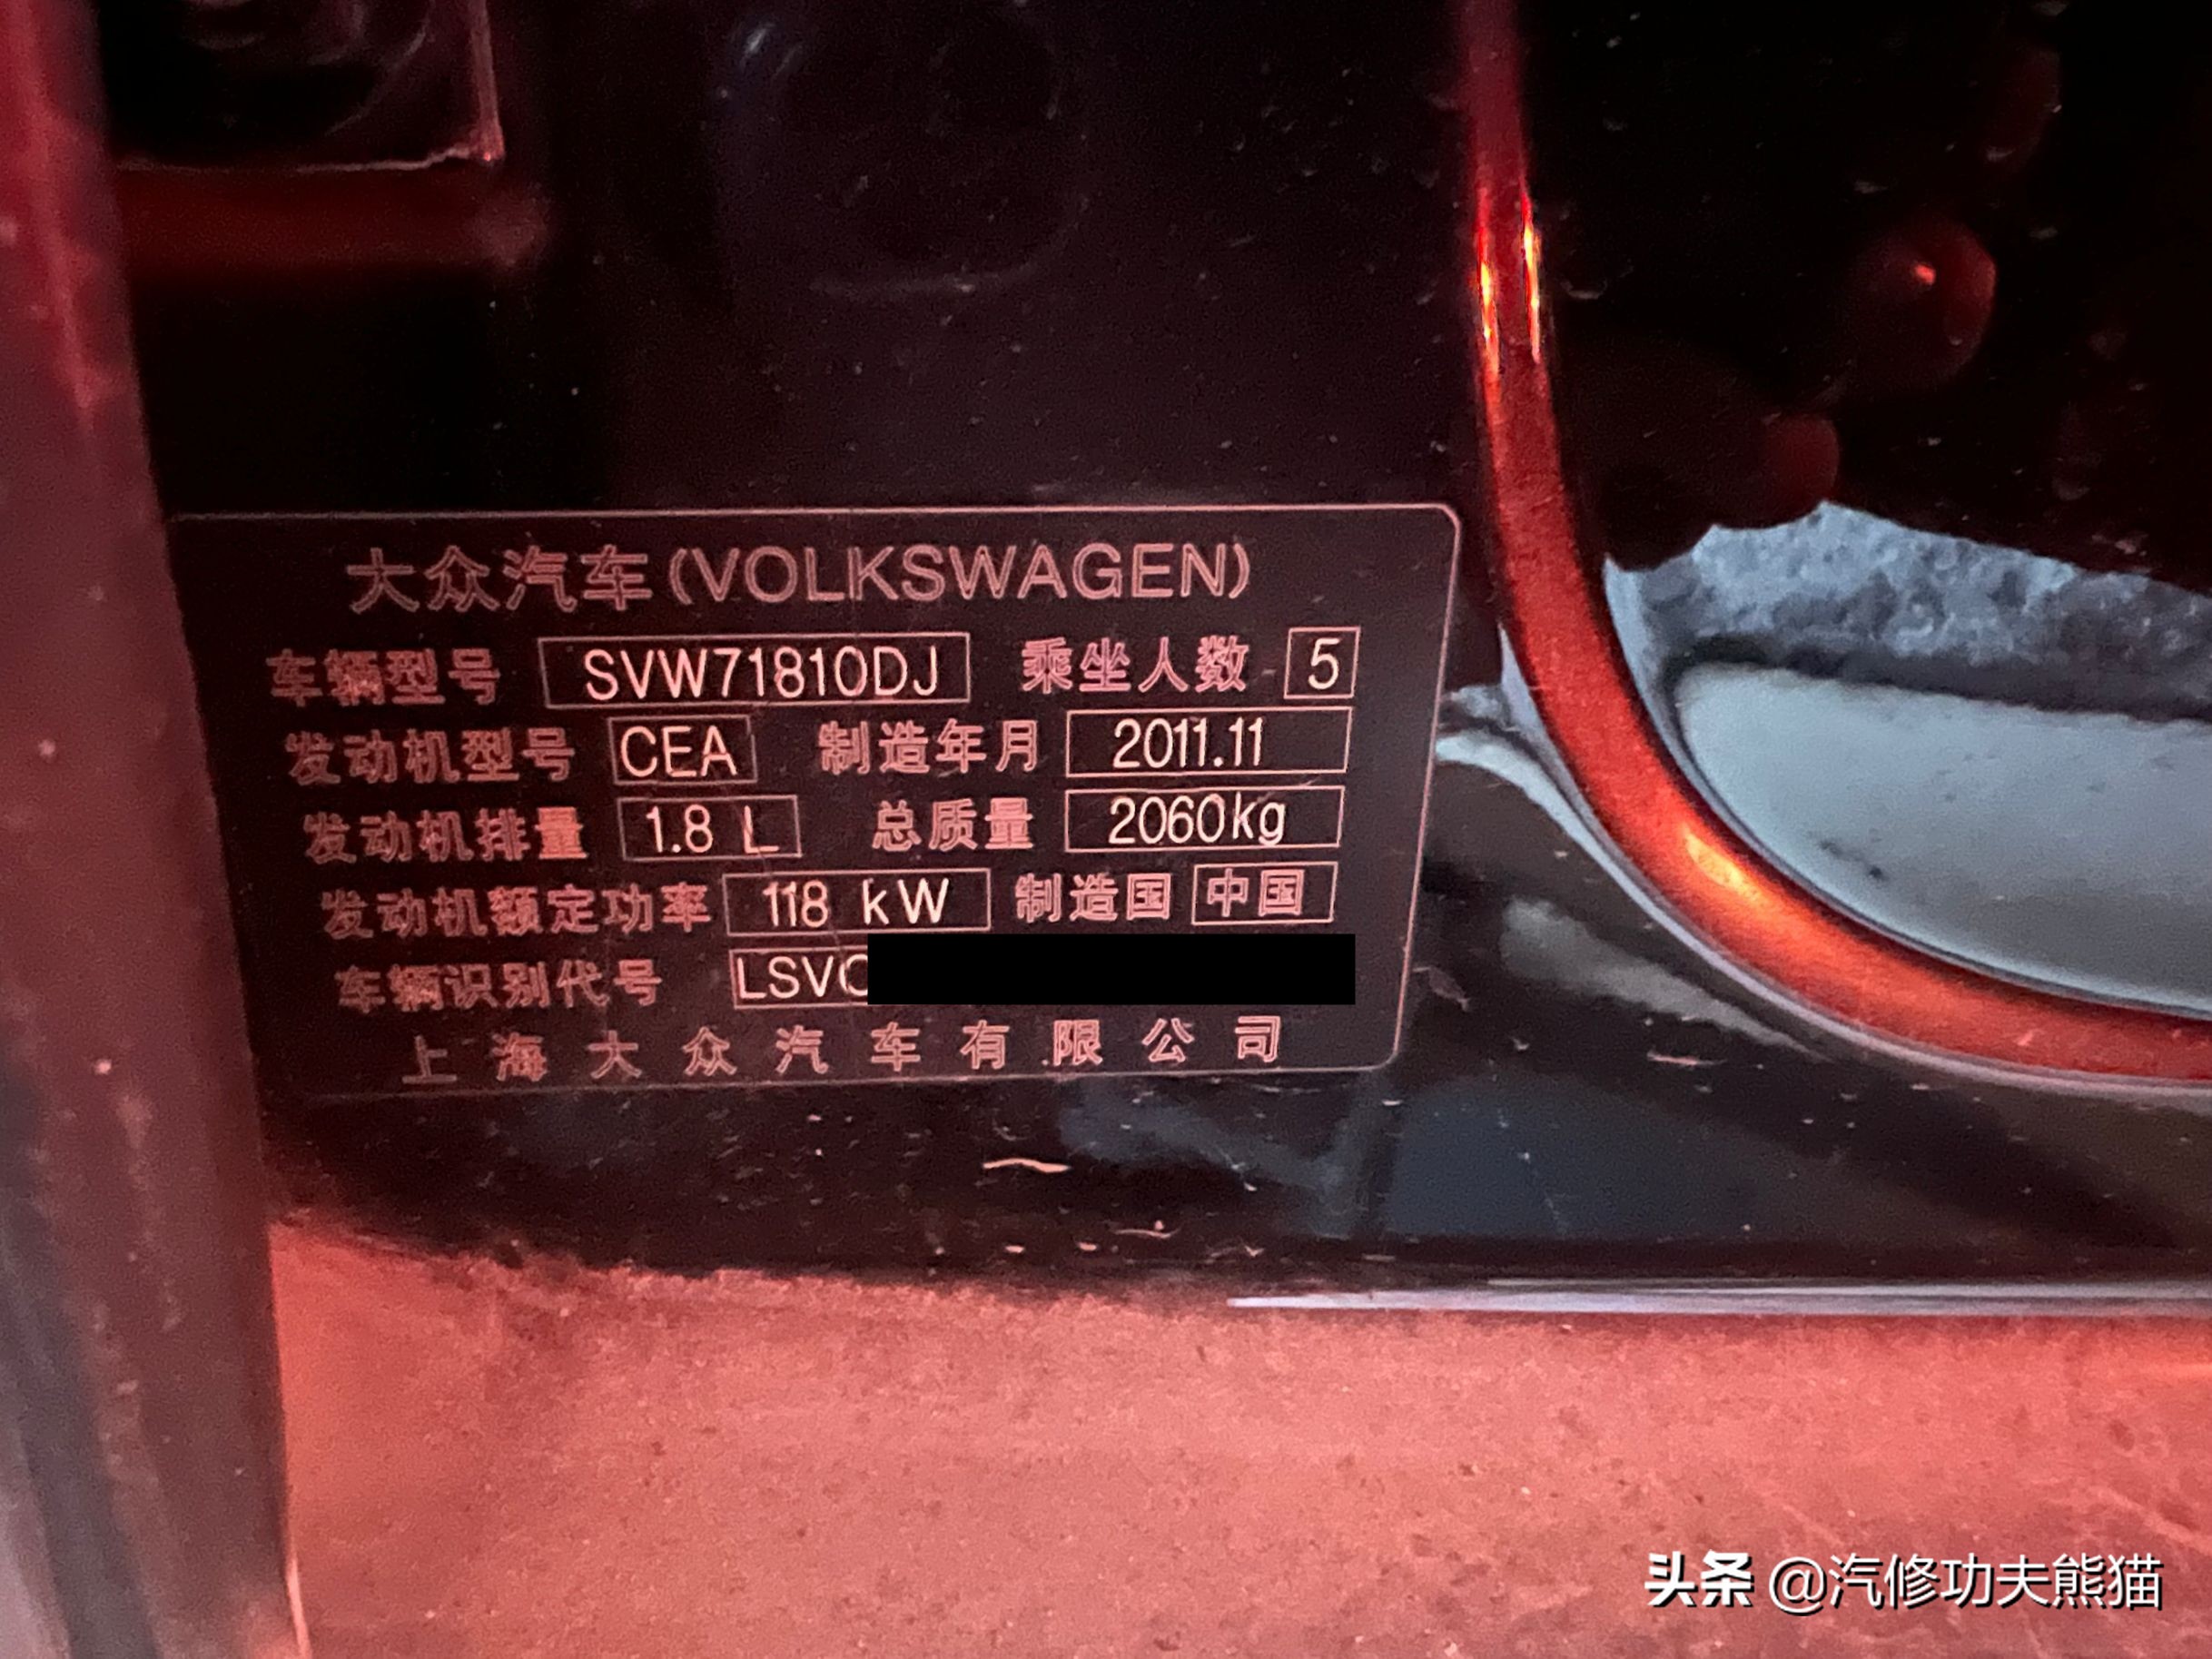 大众汽车(VOLKSWAGEN)
车辆型号 SVW71810DJ 乘坐人数 5
发动机型号 CEA 制造年月 2011.11
发动机排量 1.8 L 总质量 2060kg
发动机额定功率 118 kW 制造国 中国
车辆识别代号 LSVC
上海大众汽车有限公司
头条 @汽修功夫熊猫